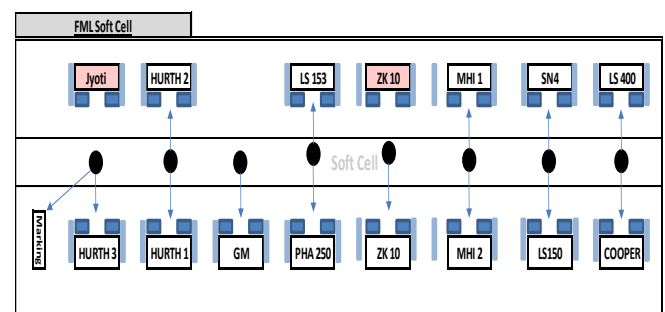 FML Soft Cell
Jyoti HURTH 2 LS 153 ZK 10 MHI 1 SN4 LS 400
Soft Cell
Marking HURTH 3 HURTH 1 GM PHA 250 ZK 10 MHI 2 LS150 COOPER